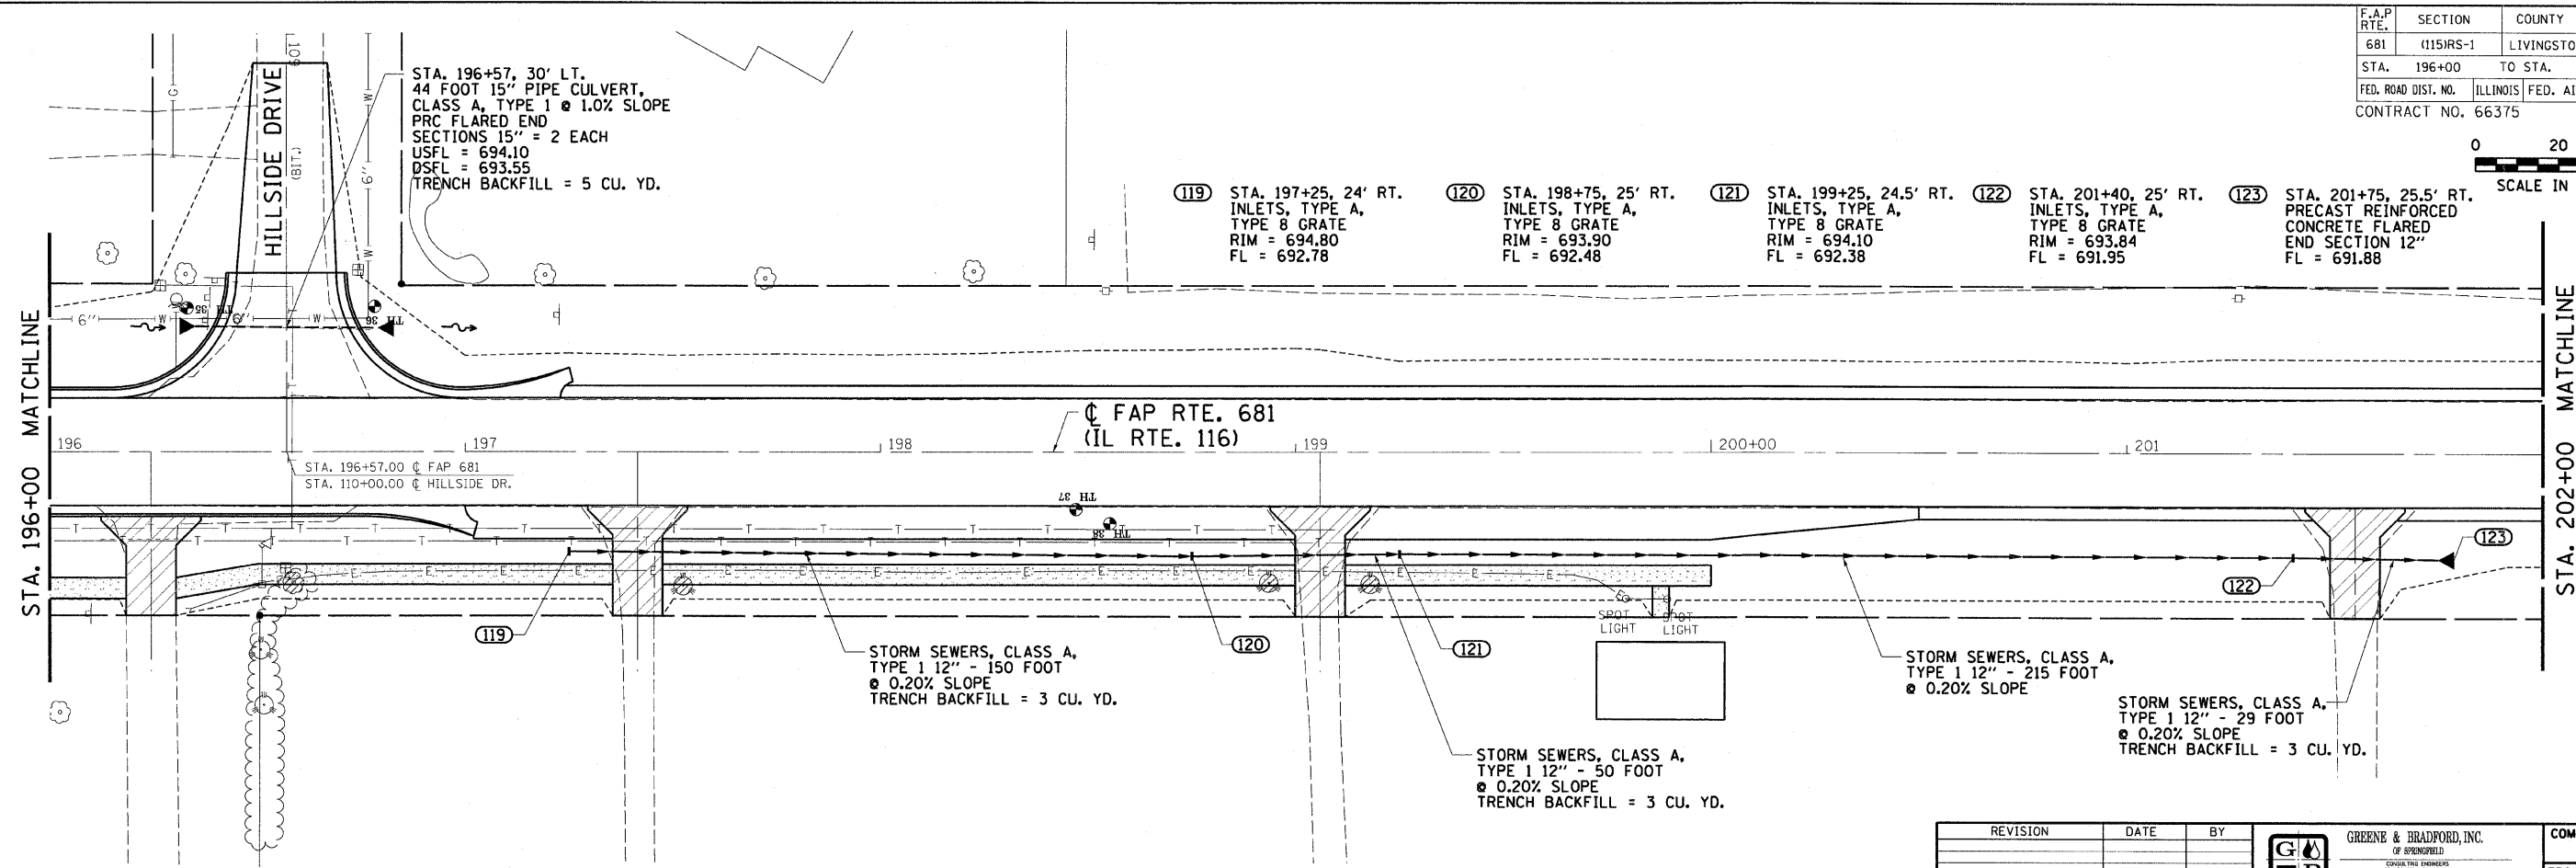 F.A.P RTE. SECTION COUNTY
681 (115)RS-1 LIVINGSTO
STA. 196+00 TO STA.
FED. ROAD DIST. NO. ILLINOIS FED. AI
CONTRACT NO. 66375
0 20
SCALE IN
HILLSIDE DRIVE
(BIT.)
109
STA. 196+57, 30' LT.
44 FOOT 15" PIPE CULVERT,
CLASS A, TYPE 1 @ 1.0% SLOPE
PRC FLARED END
SECTIONS 15" = 2 EACH
USFL = 694.10
DSFL = 693.55
TRENCH BACKFILL = 5 CU. YD.
119 STA. 197+25, 24' RT.
INLETS, TYPE A,
TYPE 8 GRATE
RIM = 694.80
FL = 692.78
120 STA. 198+75, 25' RT.
INLETS, TYPE A,
TYPE 8 GRATE
RIM = 693.90
FL = 692.48
121 STA. 199+25, 24.5' RT.
INLETS, TYPE A,
TYPE 8 GRATE
RIM = 694.10
FL = 692.38
122 STA. 201+40, 25' RT.
INLETS, TYPE A,
TYPE 8 GRATE
RIM = 693.84
FL = 691.95
123 STA. 201+75, 25.5' RT.
PRECAST REINFORCED
CONCRETE FLARED
END SECTION 12"
FL = 691.88
STA. 196+00 MATCHLINE
STA. 202+00 MATCHLINE
G
W
W
W
6"
6"
W
6"
W
TH 35
TH 36
℄ FAP RTE. 681
(IL RTE. 116)
196
197
198
199
200+00
201
STA. 196+57.00 ℄ FAP 681
STA. 110+00.00 ℄ HILLSIDE DR.
TH 37
TH 38
119
120
121
122
123
SPOT LIGHT
SPOT LIGHT
STORM SEWERS, CLASS A,
TYPE 1 12" - 150 FOOT
@ 0.20% SLOPE
TRENCH BACKFILL = 3 CU. YD.
STORM SEWERS, CLASS A,
TYPE 1 12" - 50 FOOT
@ 0.20% SLOPE
TRENCH BACKFILL = 3 CU. YD.
STORM SEWERS, CLASS A,
TYPE 1 12" - 215 FOOT
@ 0.20% SLOPE
STORM SEWERS, CLASS A,
TYPE 1 12" - 29 FOOT
@ 0.20% SLOPE
TRENCH BACKFILL = 3 CU. YD.
REVISION DATE BY
GREENE & BRADFORD, INC.
OF SPRINGFIELD
CONSULTING ENGINEERS
COM